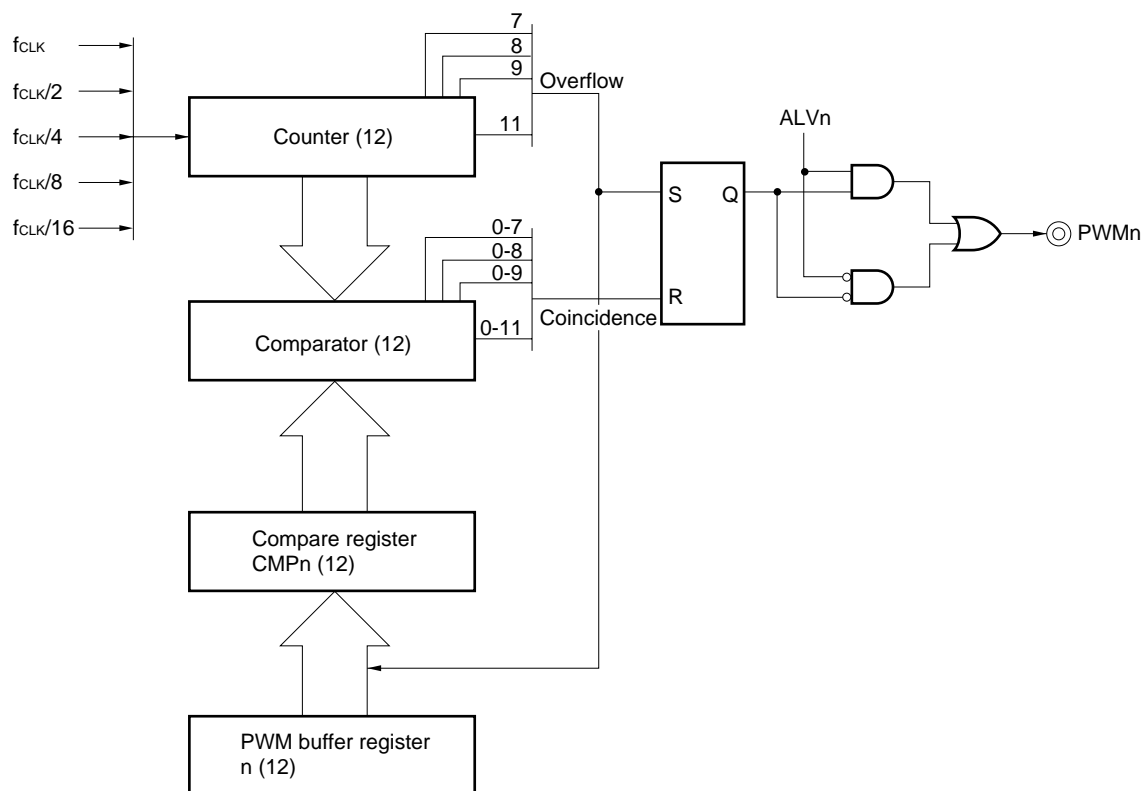 fCLK
fCLK/2
fCLK/4
fCLK/8
fCLK/16
Counter (12)
7
8
9
11
Overflow
Comparator (12)
0-7
0-8
0-9
0-11
Coincidence
S
Q
R
ALVn
PWMn
Compare register
CMPn (12)
PWM buffer register
n (12)